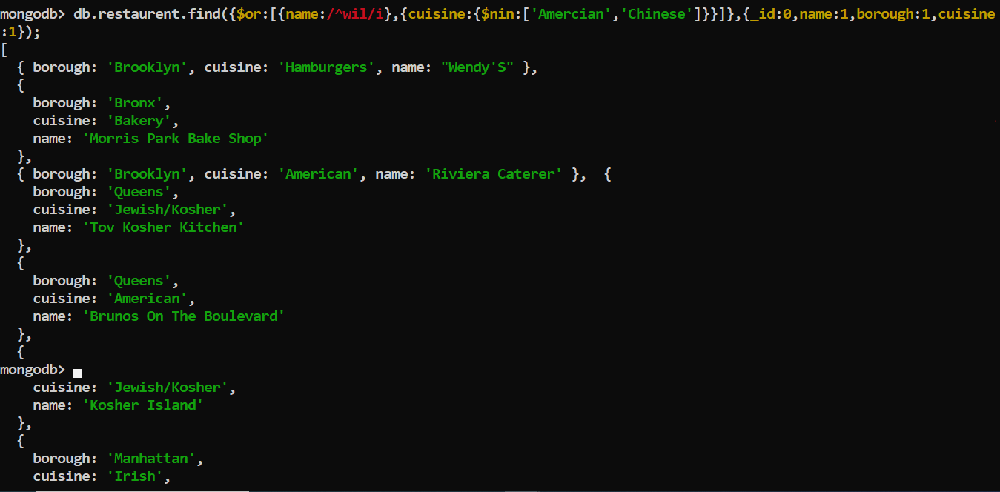 mongodb> db.restaurent.find({$or:[{name:/^wil/i},{cuisine:{$nin:['Amercian','Chinese']}}]},{_id:0,name:1,borough:1,cuisine
:1});
[
  { borough: 'Brooklyn', cuisine: 'Hamburgers', name: "Wendy'S" },
  {
    borough: 'Bronx',
    cuisine: 'Bakery',
    name: 'Morris Park Bake Shop'
  },
  { borough: 'Brooklyn', cuisine: 'American', name: 'Riviera Caterer' },  {
    borough: 'Queens',
    cuisine: 'Jewish/Kosher',
    name: 'Tov Kosher Kitchen'
  },
  {
    borough: 'Queens',
    cuisine: 'American',
    name: 'Brunos On The Boulevard'
  },
  {
mongodb>
    cuisine: 'Jewish/Kosher',
    name: 'Kosher Island'
  },
  {
    borough: 'Manhattan',
    cuisine: 'Irish',